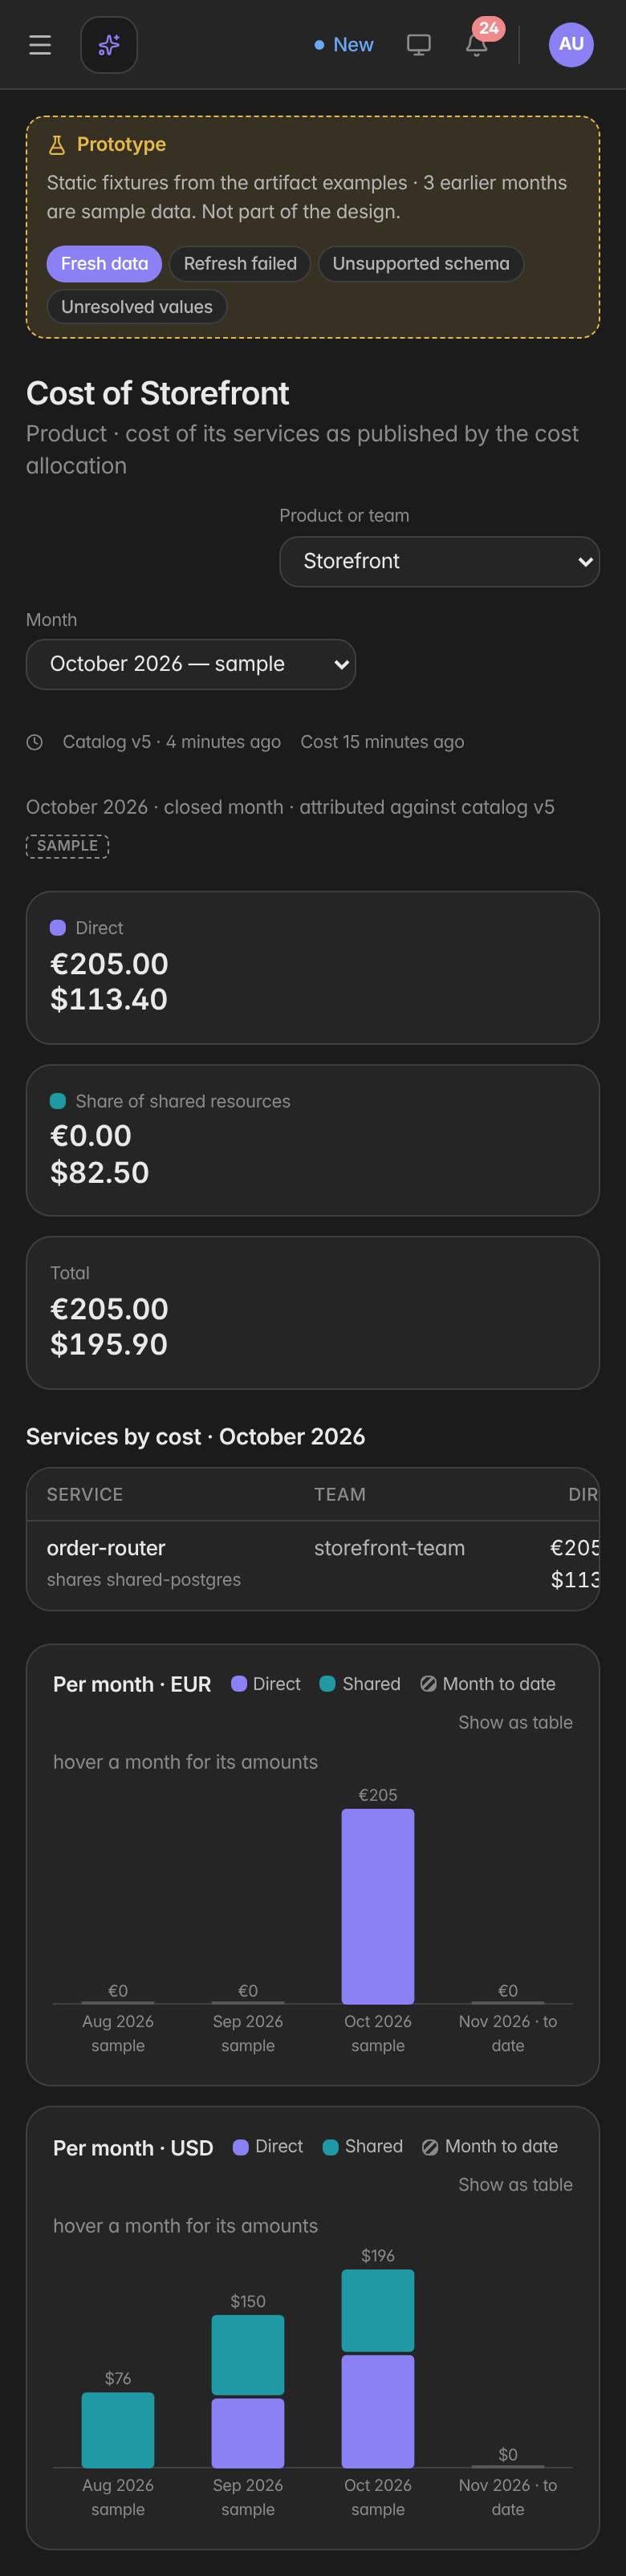 New
24
AU
Prototype
Static fixtures from the artifact examples · 3 earlier months
are sample data. Not part of the design.
Fresh data
Refresh failed
Unsupported schema
Unresolved values
Cost of Storefront
Product · cost of its services as published by the cost
allocation
Product or team
Storefront
Month
October 2026 — sample
Catalog v5 · 4 minutes ago
Cost 15 minutes ago
October 2026 · closed month · attributed against catalog v5
SAMPLE
Direct
€205.00
$113.40
Share of shared resources
€0.00
$82.50
Total
€205.00
$195.90
Services by cost · October 2026
SERVICE TEAM DIR
order-router storefront-team €205
shares shared-postgres $113
Per month · EUR Direct Shared Month to date
Show as table
hover a month for its amounts
€205
€0 €0 €0
Aug 2026 Sep 2026 Oct 2026 Nov 2026 · to
sample sample sample date
Per month · USD Direct Shared Month to date
Show as table
hover a month for its amounts
$196
$150
$76
$0
Aug 2026 Sep 2026 Oct 2026 Nov 2026 · to
sample sample sample date